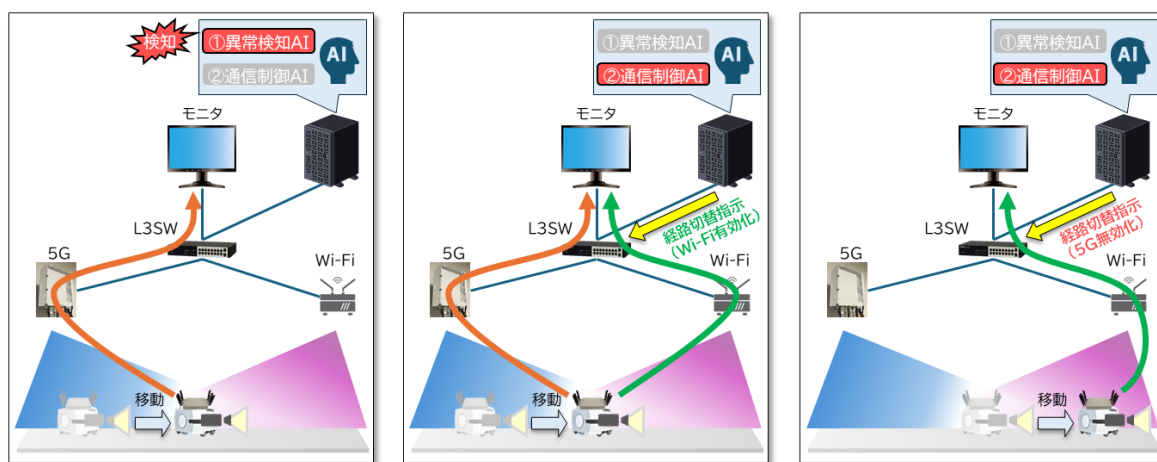 検知
①異常検知AI
②通信制御AI
AI
モニタ
L3SW
5G
Wi-Fi
移動
①異常検知AI
②通信制御AI
AI
モニタ
経路切替指示
(Wi-Fi有効化)
L3SW
5G
Wi-Fi
移動
①異常検知AI
②通信制御AI
AI
モニタ
経路切替指示
(5G無効化)
L3SW
5G
Wi-Fi
移動